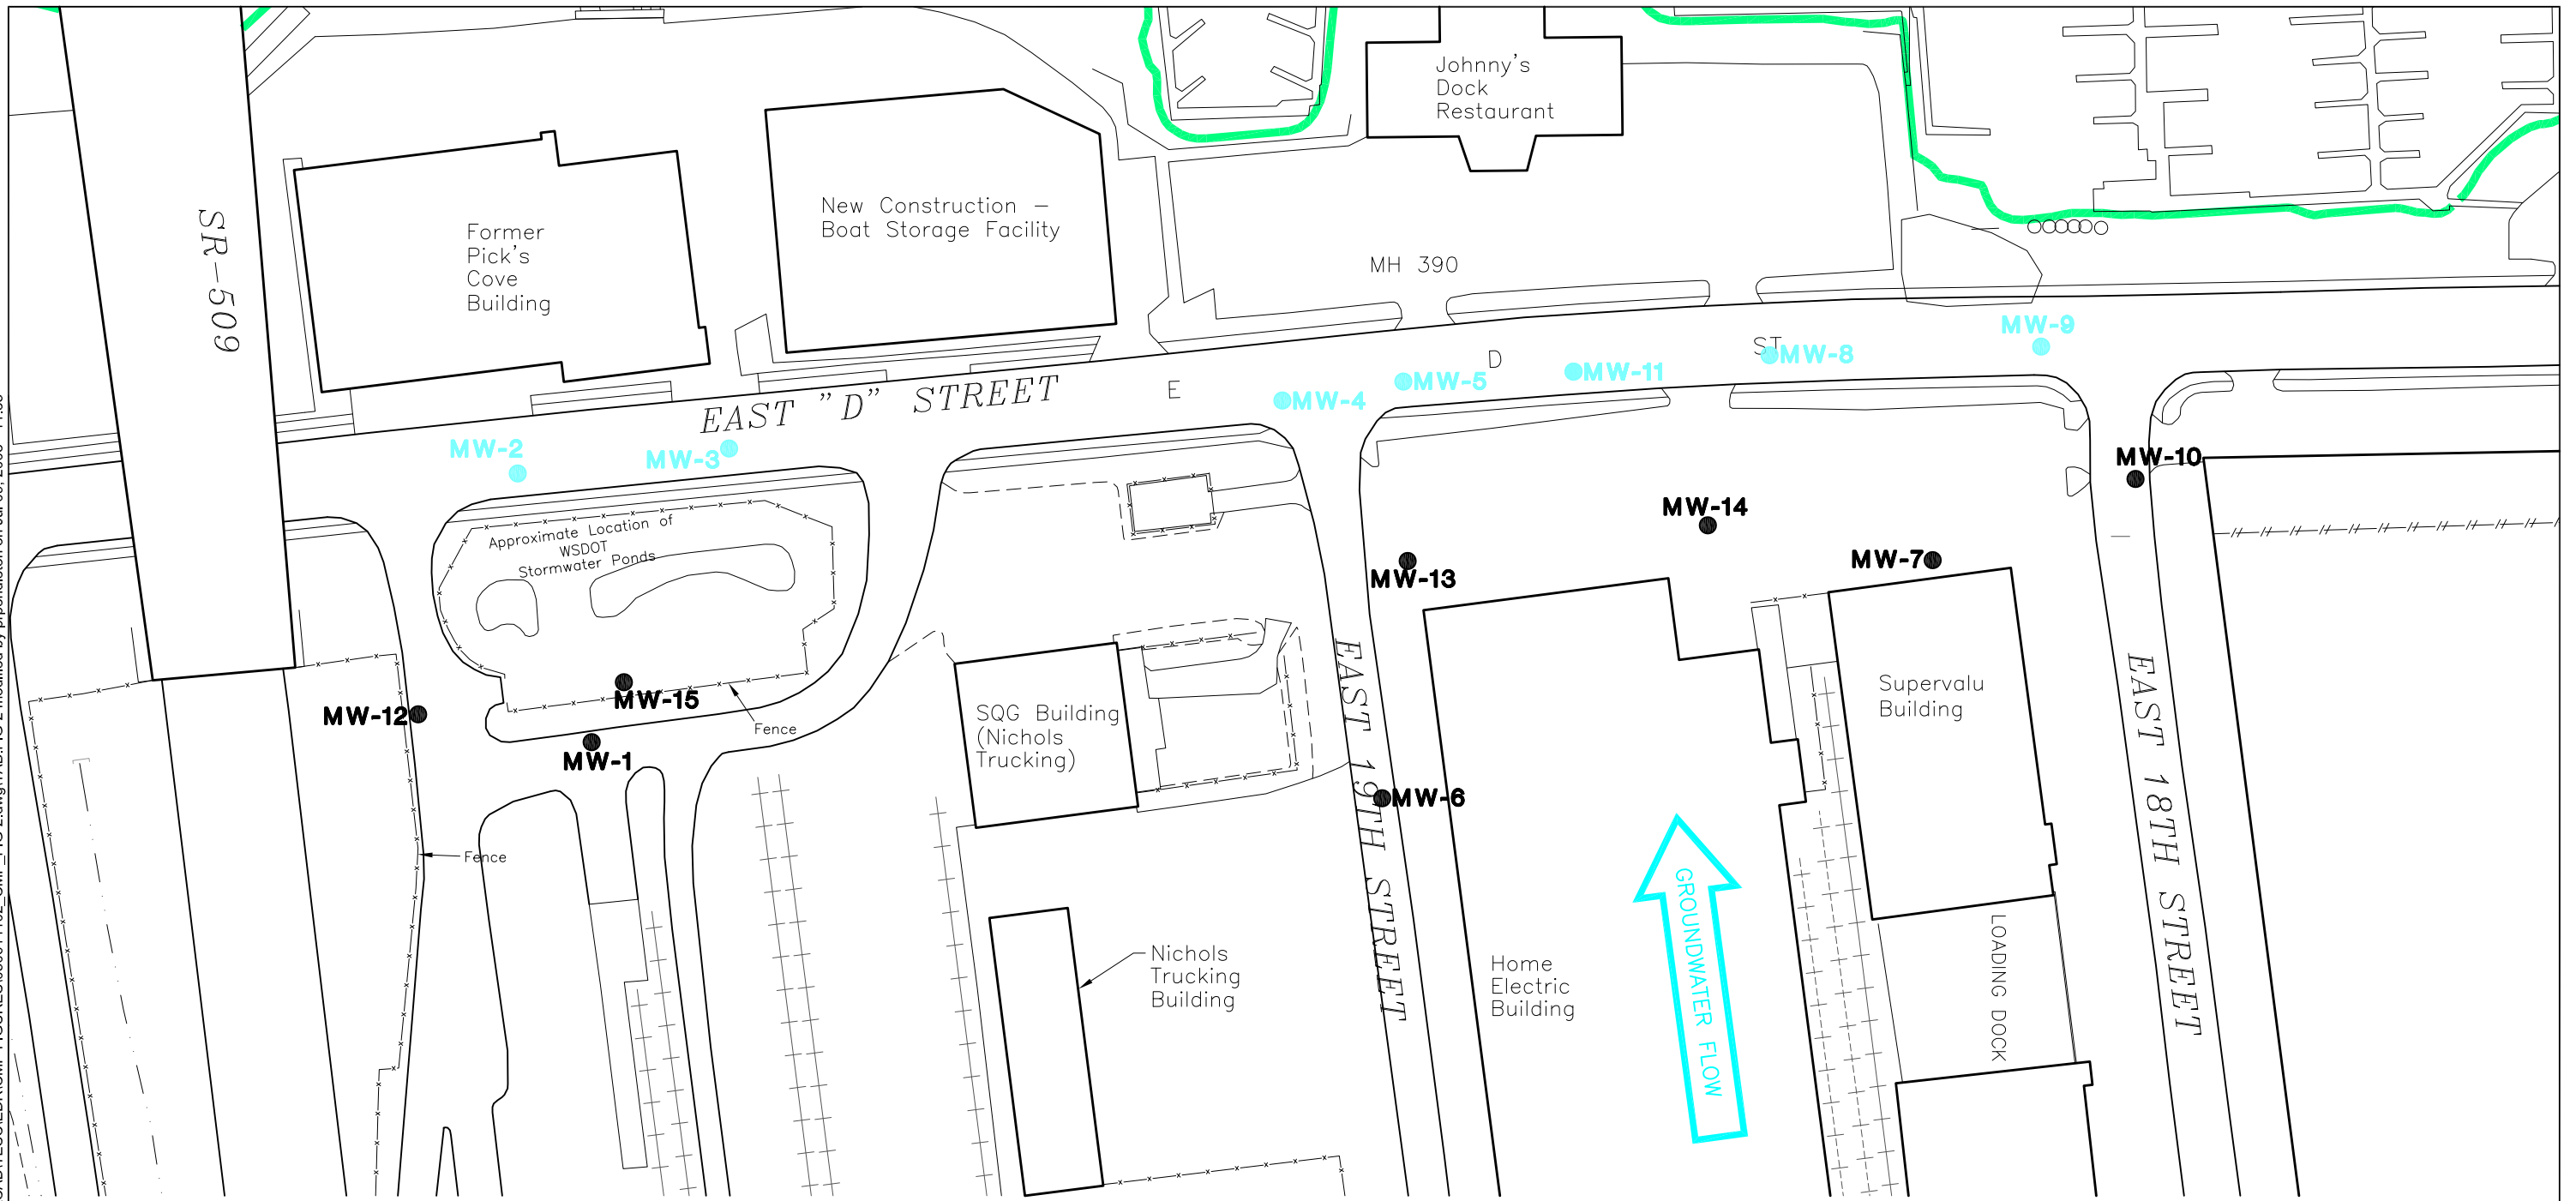 Johnny's
Dock
Restaurant
New Construction –
Boat Storage Facility
SR-509
Former
Pick's
Cove
Building
MH 390
MW-9
D
ST
MW-8
MW-11
MW-5
E
MW-4
EAST "D" STREET
MW-2
MW-3
MW-10
MW-14
Approximate Location of
WSDOT
Stormwater Ponds
MW-7
MW-13
EAST 19TH STREET
EAST 18TH STREET
Supervalu
Building
MW-15
MW-12
SQG Building
(Nichols
Trucking)
Fence
MW-1
MW-6
Fence
GROUNDWATER FLOW
LOADING DOCK
Nichols
Trucking
Building
Home
Electric
Building